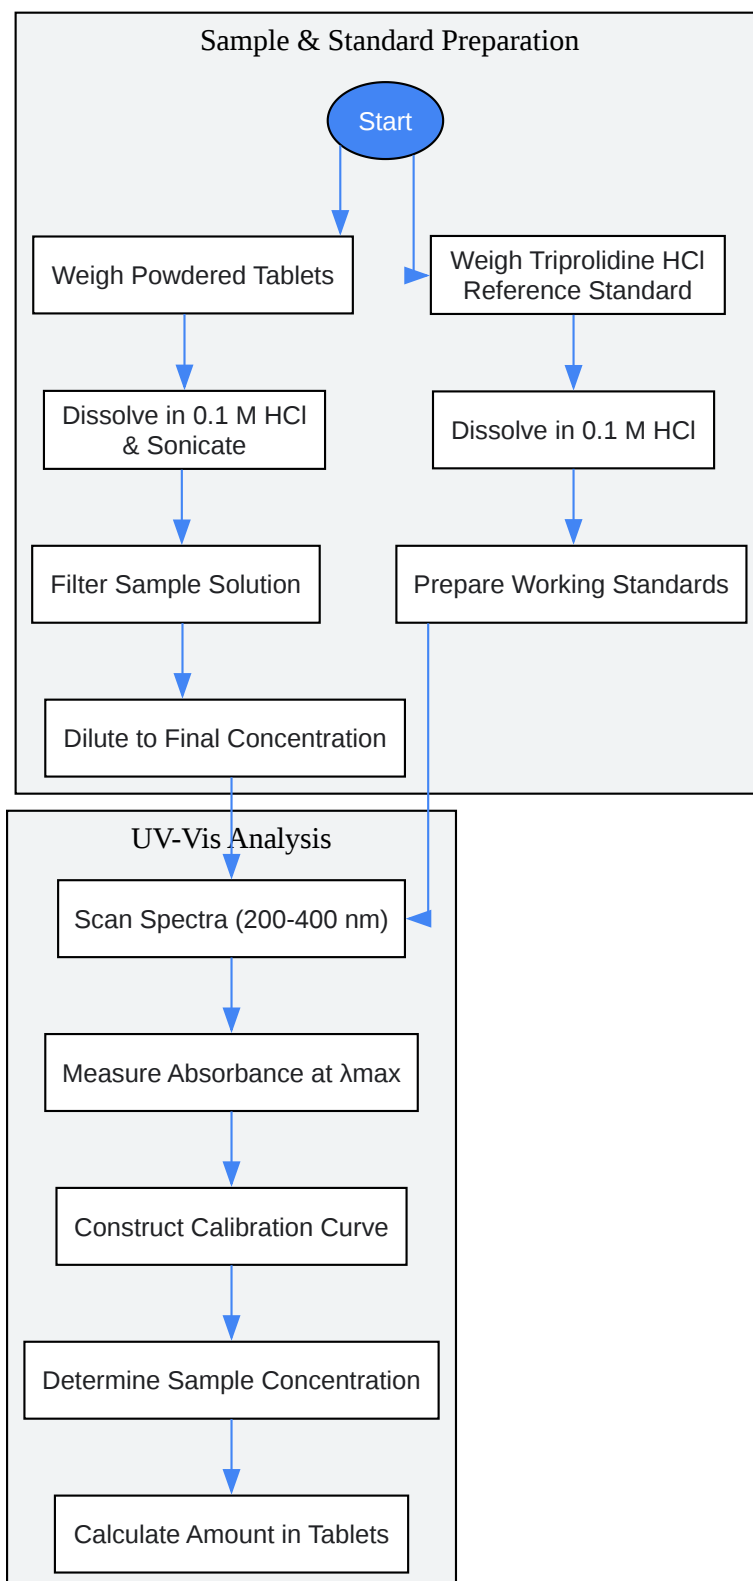 Sample & Standard Preparation
Start
Weigh Powdered Tablets
Weigh Triprolidine HCl
Reference Standard
Dissolve in 0.1 M HCl
& Sonicate
Dissolve in 0.1 M HCl
Filter Sample Solution
Prepare Working Standards
Dilute to Final Concentration
UV-Vis Analysis
Scan Spectra (200-400 nm)
Measure Absorbance at λmax
Construct Calibration Curve
Determine Sample Concentration
Calculate Amount in Tablets